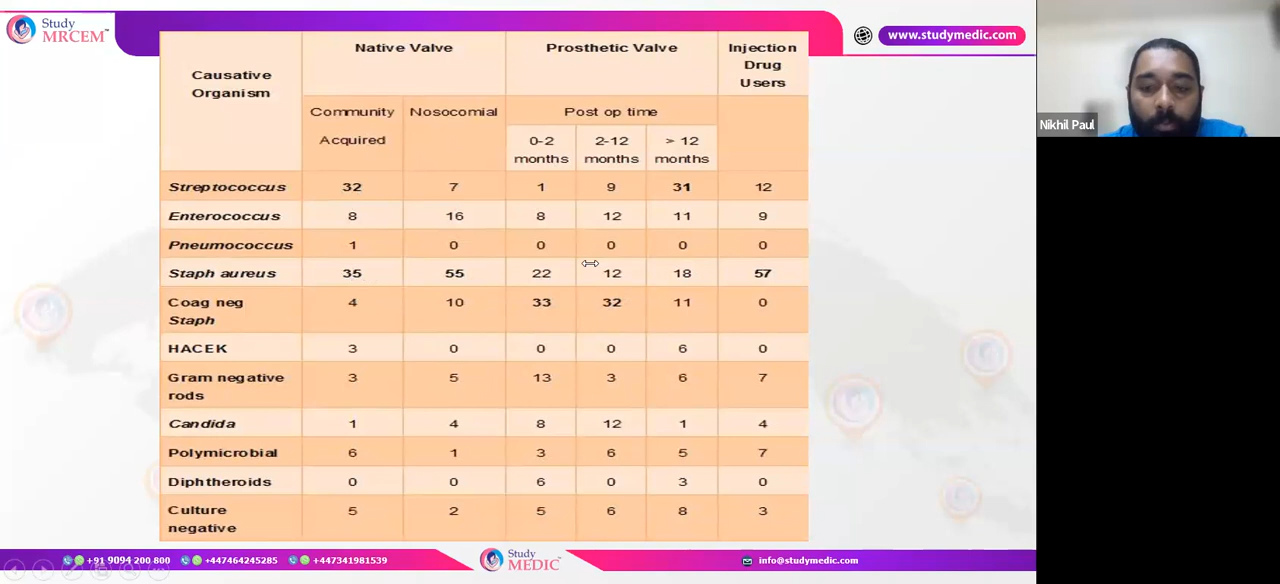 Study
MRCEM™
www.studymedic.com
Causative
Organism
Native Valve
Prosthetic Valve
Injection
Drug
Users
Community
Acquired
Nosocomial
Post op time
0-2
months
2-12
months
> 12
months
Streptococcus 32 7 1 9 31 12
Enterococcus 8 16 8 12 11 9
Pneumococcus 1 0 0 0 0 0
Staph aureus 35 55 22 12 18 57
Coag neg
Staph 4 10 33 32 11 0
HACEK 3 0 0 0 6 0
Gram negative
rods 3 5 13 3 6 7
Candida 1 4 8 12 1 4
Polymicrobial 6 1 3 6 5 7
Diphtheroids 0 0 6 0 3 0
Culture
negative 5 2 5 6 8 3
Nikhil Paul
+91 9094 200 800 +447464245285 +447341981539
Study
MEDIC™
info@studymedic.com